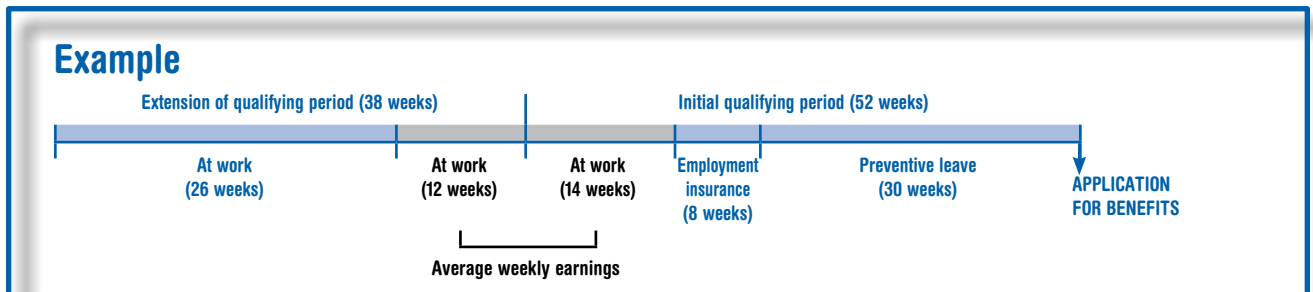 Example
Extension of qualifying period (38 weeks)
Initial qualifying period (52 weeks)
At work
(26 weeks)
At work
(12 weeks)
At work
(14 weeks)
Employment
insurance
(8 weeks)
Preventive leave
(30 weeks)
APPLICATION
FOR BENEFITS
Average weekly earnings